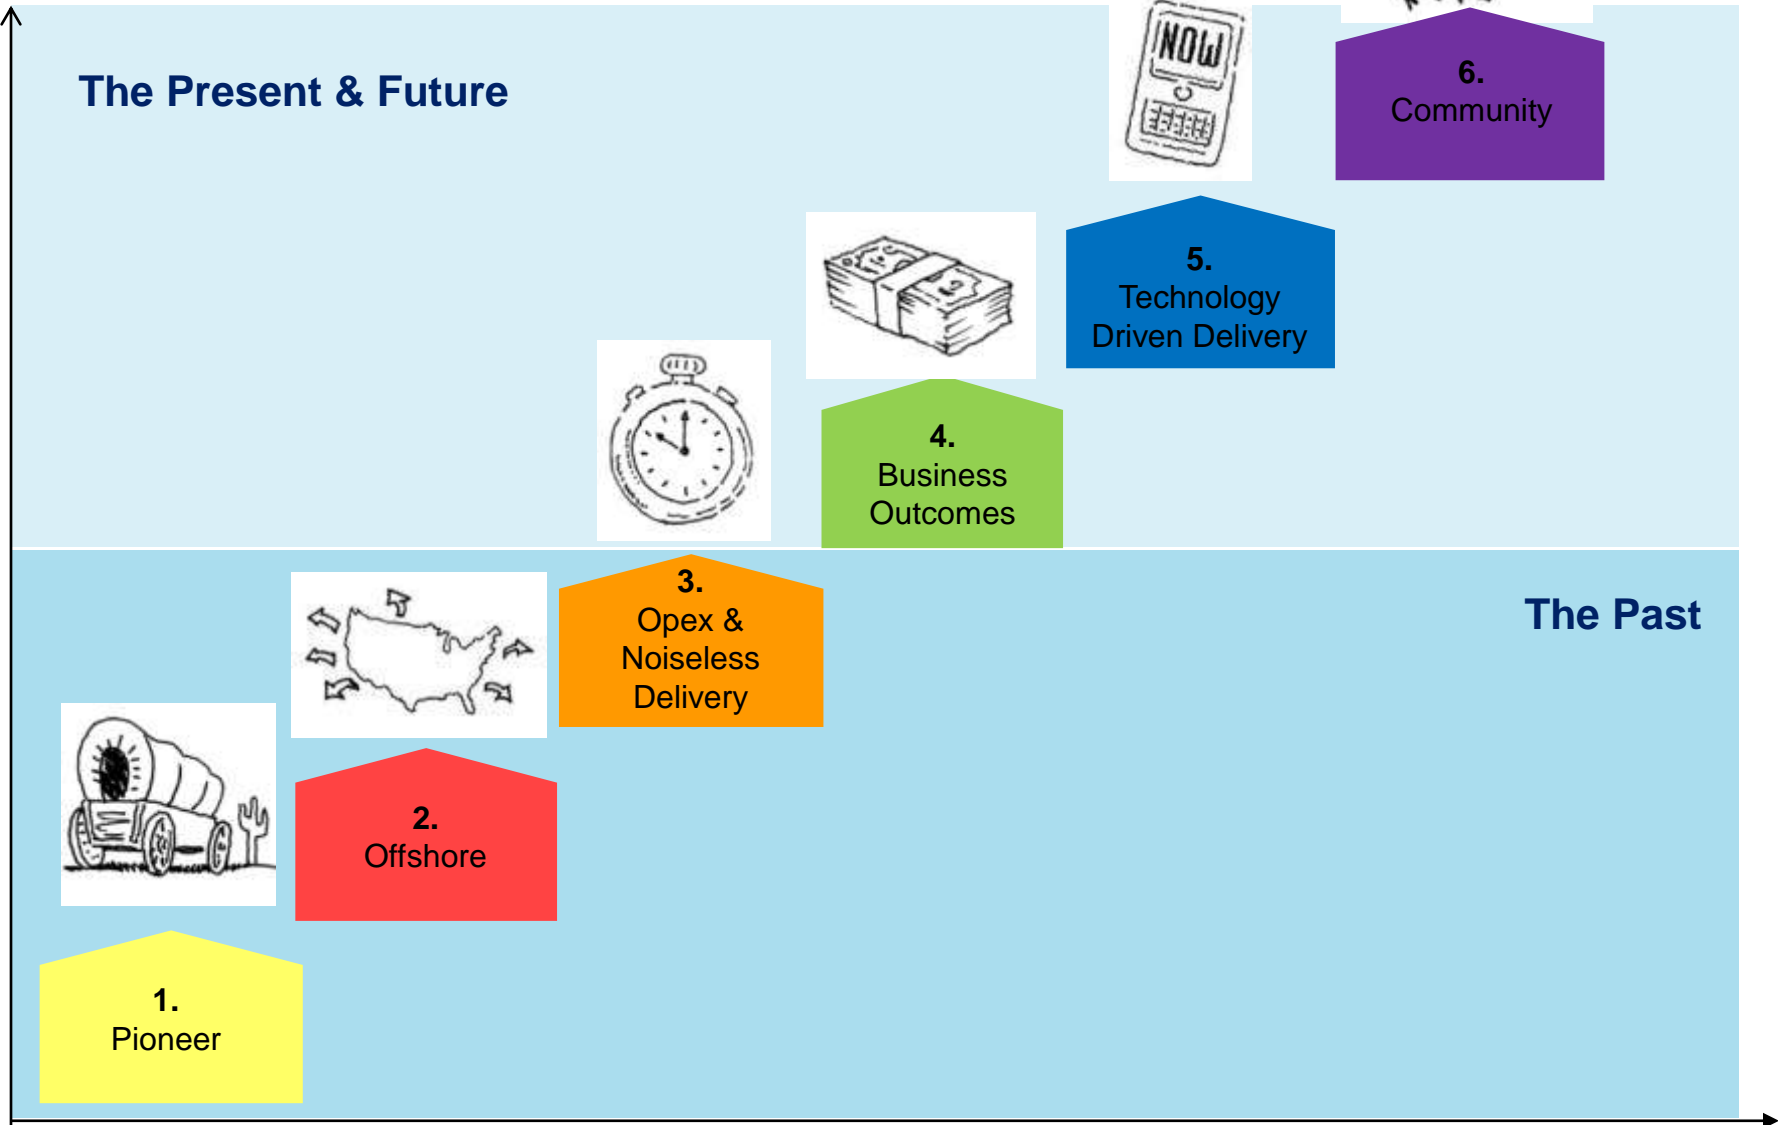 The Present & Future
NOW
6.
Community
5.
Technology
Driven Delivery
4.
Business
Outcomes
3.
Opex &
Noiseless
Delivery
The Past
2.
Offshore
1.
Pioneer